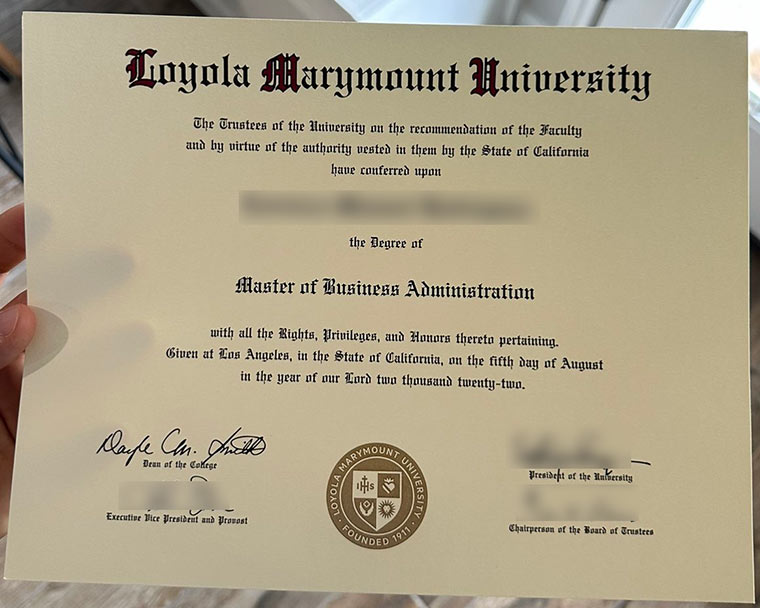 Loyola Marymount University
The Trustees of the University on the recommendation of the Faculty
and by virtue of the authority vested in them by the State of California
have conferred upon
the Degree of
Master of Business Administration
with all the Rights, Privileges, and Honors thereto pertaining.
Given at Los Angeles, in the State of California, on the fifth day of August
in the year of our Lord two thousand twenty-two.
Dayle M. Smith
Dean of the College
Executive Vice President and Provost
LOYOLA MARYMOUNT UNIVERSITY
IHS
FOUNDED 1911
President of the University
Chairperson of the Board of Trustees